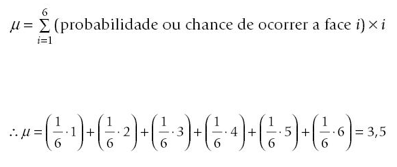 μ = ∑_{i=1}^{6} (probabilidade ou chance de ocorrer a face i) × i
∴ μ = (1/6 · 1) + (1/6 · 2) + (1/6 · 3) + (1/6 · 4) + (1/6 · 5) + (1/6 · 6) = 3,5